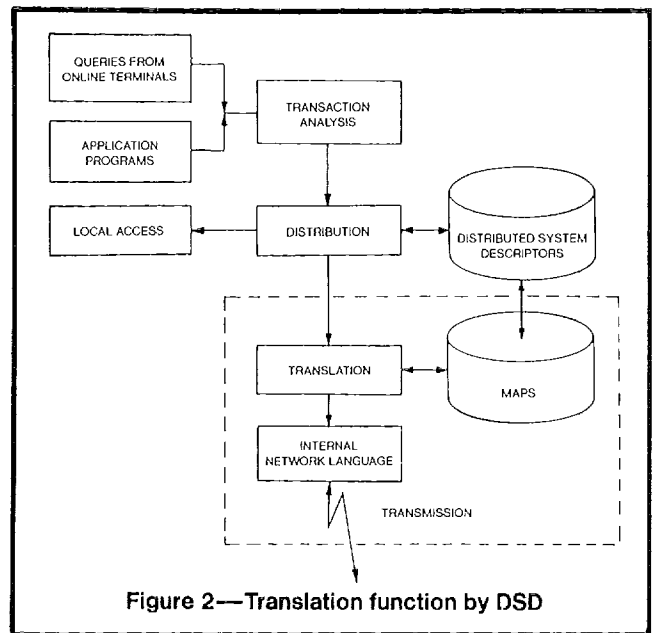 QUERIES FROM
ONLINE TERMINALS
TRANSACTION
ANALYSIS
APPLICATION
PROGRAMS
LOCAL ACCESS
DISTRIBUTION
DISTRIBUTED SYSTEM
DESCRIPTORS
TRANSLATION
MAPS
INTERNAL
NETWORK LANGUAGE
TRANSMISSION
Figure 2—Translation function by DSD